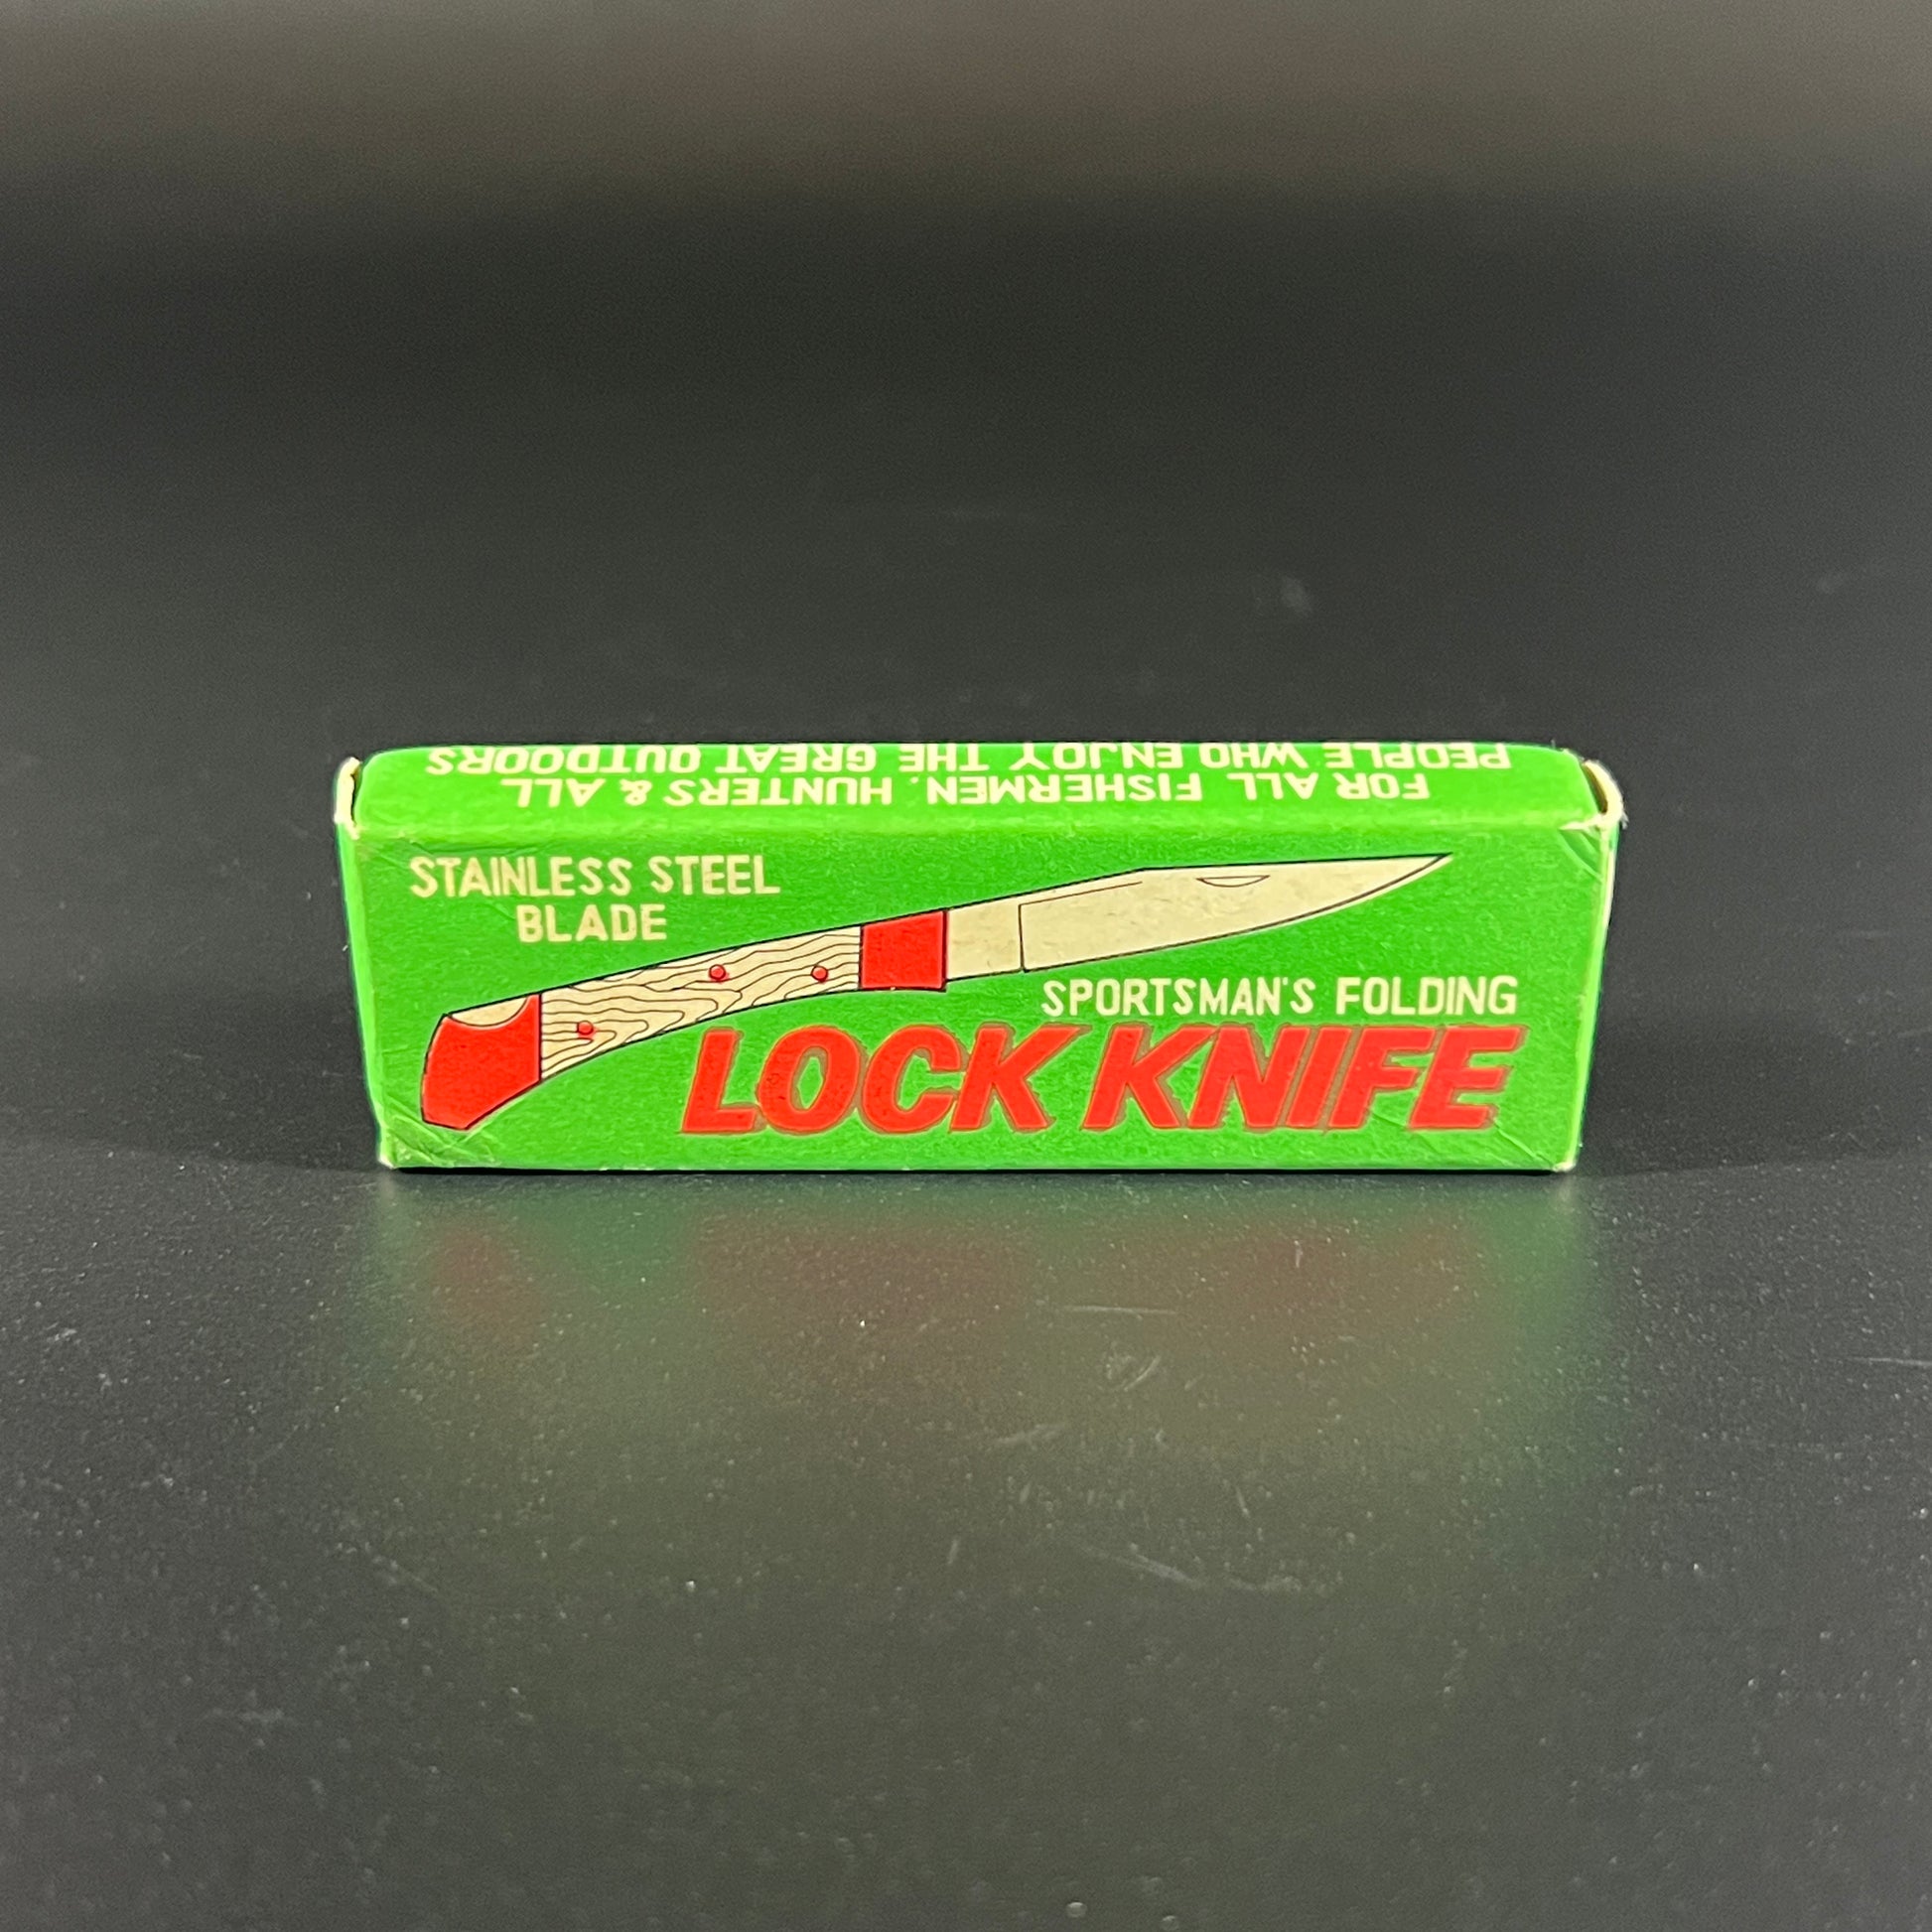 FOR ALL FISHERMEN, HUNTERS & ALL
PEOPLE WHO ENJOY THE GREAT OUTDOORS
STAINLESS STEEL
BLADE
SPORTSMAN'S FOLDING
LOCK KNIFE